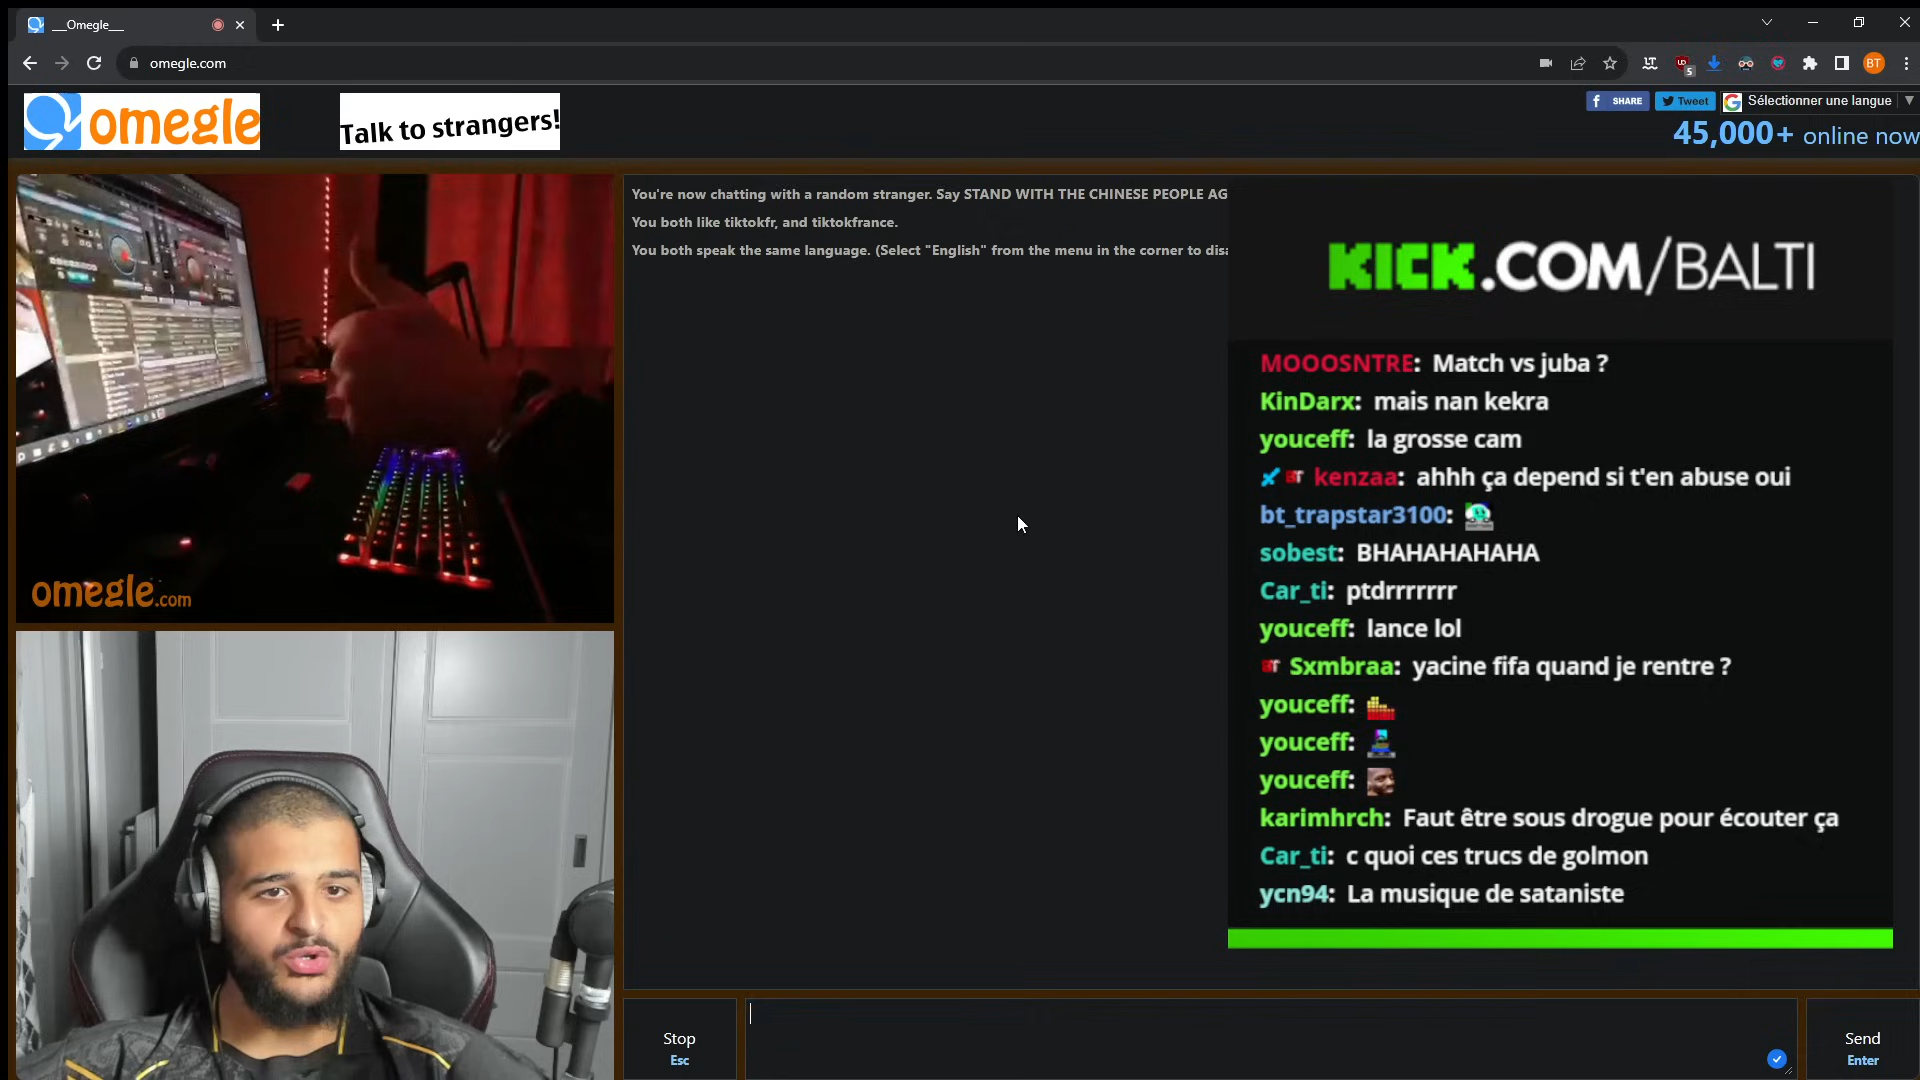 __Omegle__
omegle.com
5
BT
omegle
Talk to strangers!
SHARE
Tweet
Sélectionner une langue
45,000+ online now
You're now chatting with a random stranger. Say STAND WITH THE CHINESE PEOPLE AG
You both like tiktokfr, and tiktokfrance.
You both speak the same language. (Select "English" from the menu in the corner to disa
KICK.COM/BALTI
MOOOSNTRE: Match vs juba ?
KinDarx: mais nan kekra
youceff: la grosse cam
kenzaa: ahhh ça depend si t'en abuse oui
bt_trapstar3100:
sobest: BHAHAHAHAHA
Car_ti: ptdrrrrrrr
youceff: lance lol
Sxmbraa: yacine fifa quand je rentre ?
youceff:
youceff:
youceff:
karimhrch: Faut être sous drogue pour écouter ça
Car_ti: c quoi ces trucs de golmon
ycn94: La musique de sataniste
omegle.com
Stop
Esc
Send
Enter